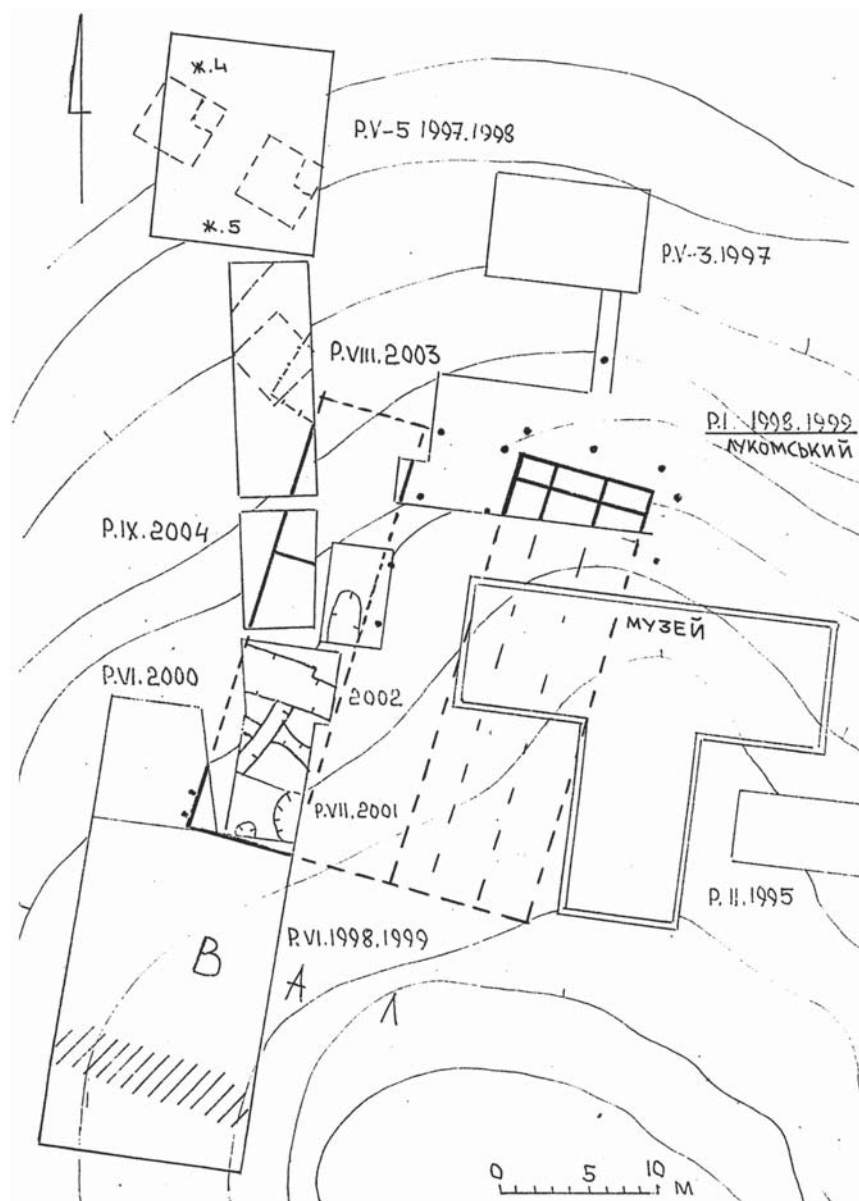 ж.4
Р.V-5 1997.1998
ж.5
Р.V-3.1997
Р.VIII.2003
Р.I. 1998.1999
ЛУКОМСЬКИЙ
Р.IX.2004
МУЗЕЙ
Р.VI.2000
2002
Р.VII.2001
Р.II.1995
Р.VI.1998.1999
В
А
Л
0 5 10
М